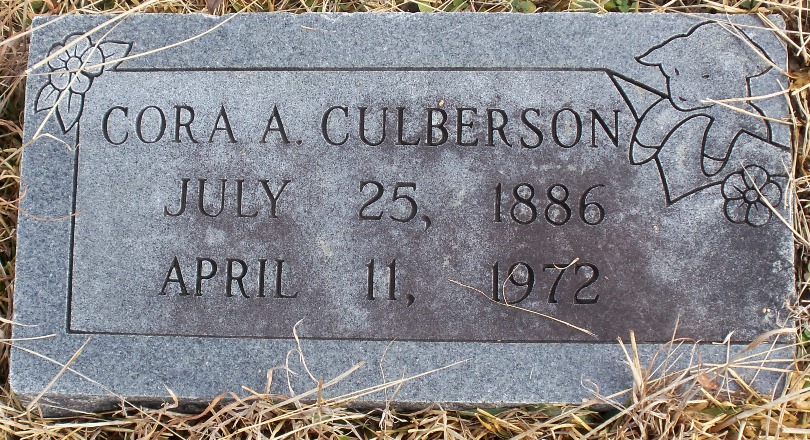 CORA A. CULBERSON
JULY 25, 1886
APRIL 11, 1972